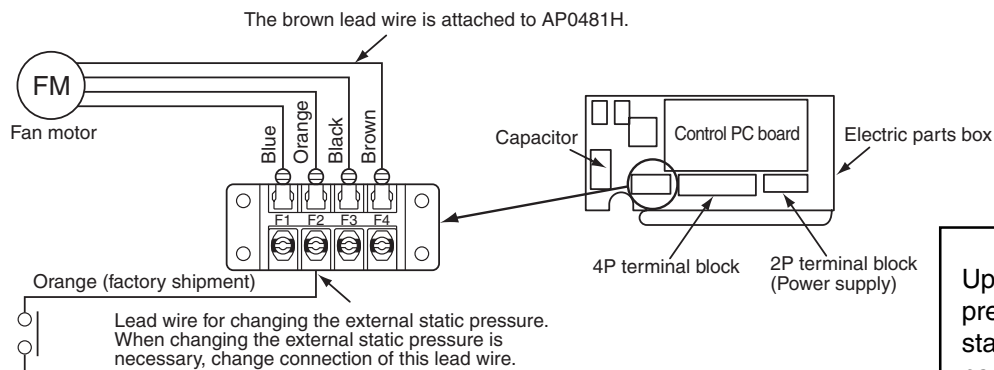 The brown lead wire is attached to AP0481H.
FM
Fan motor
Blue
Orange
Black
Brown
F1 F2 F3 F4
Capacitor
Control PC board
Electric parts box
4P terminal block
2P terminal block
(Power supply)
Orange (factory shipment)
Lead wire for changing the external static pressure.
When changing the external static pressure is
necessary, change connection of this lead wire.
Up
pre
sta